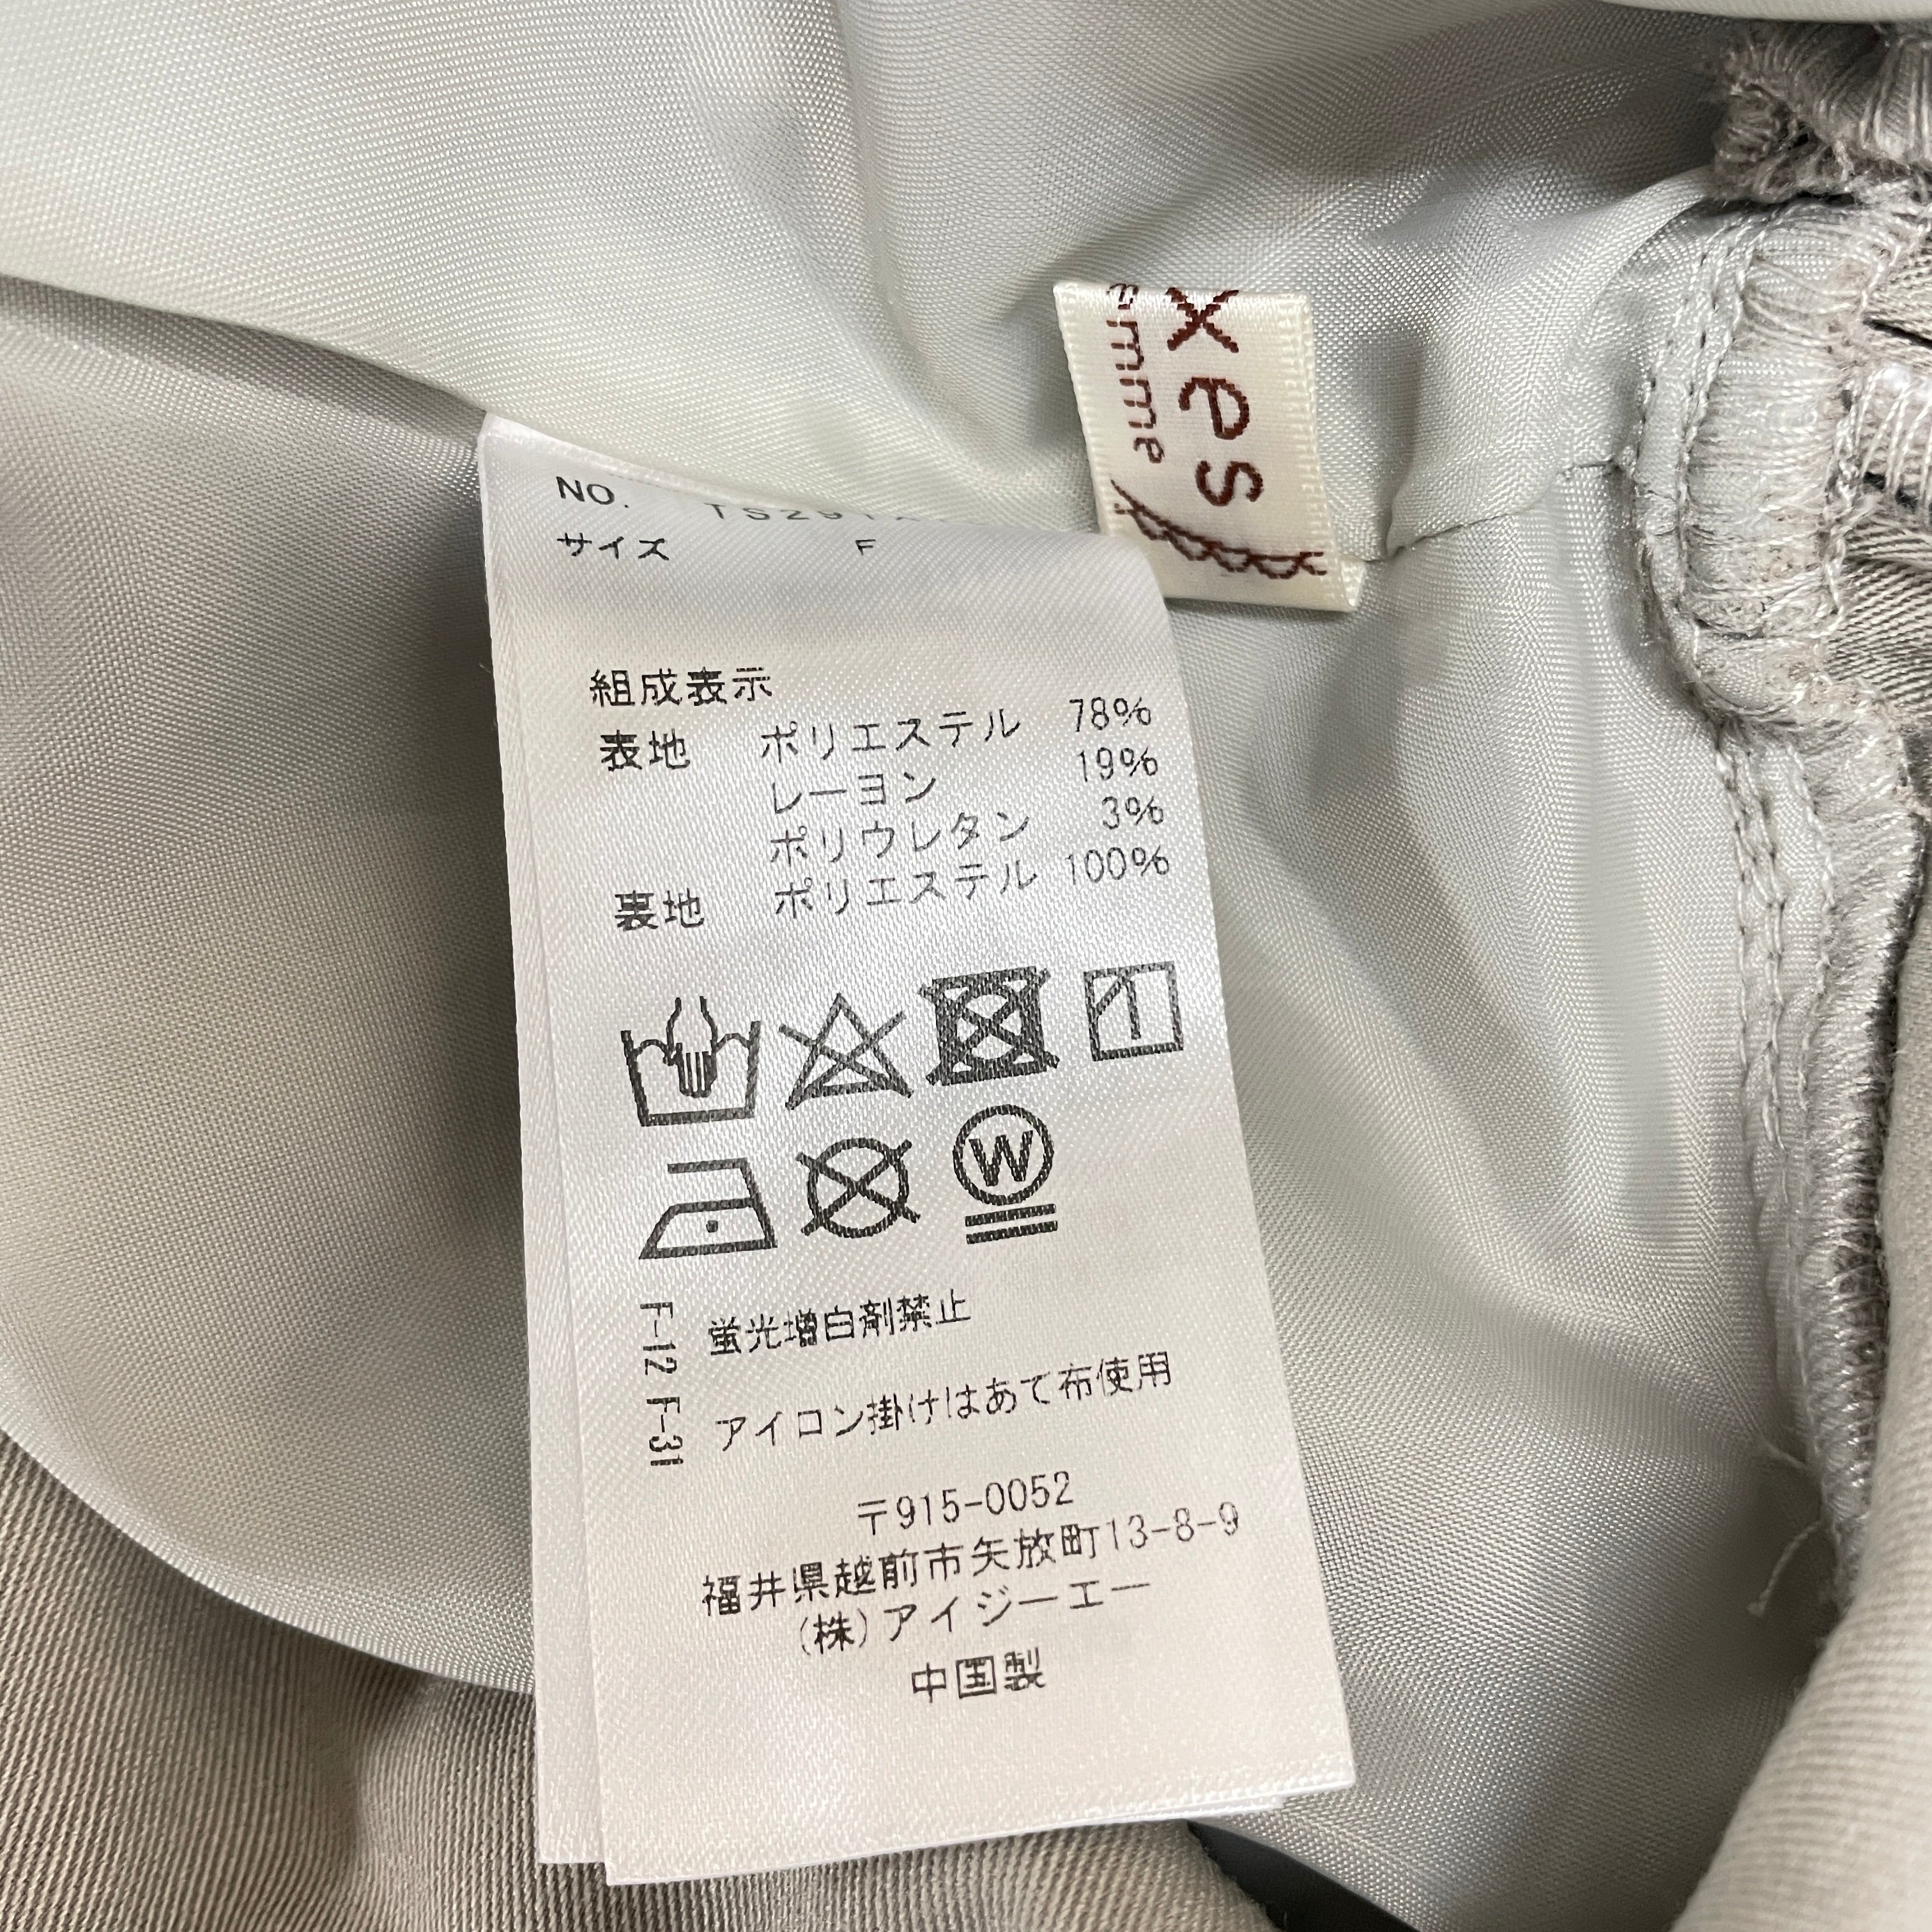 xes
emme
NO.
サイズ F
組成表示
表地 ポリエステル 78%
レーヨン 19%
ポリウレタン 3%
裏地 ポリエステル 100%
W
F-12 F-31
蛍光増白剤禁止
アイロン掛けはあて布使用
〒915-0052
福井県越前市矢放町13-8-9
(株)アイジーエー
中国製